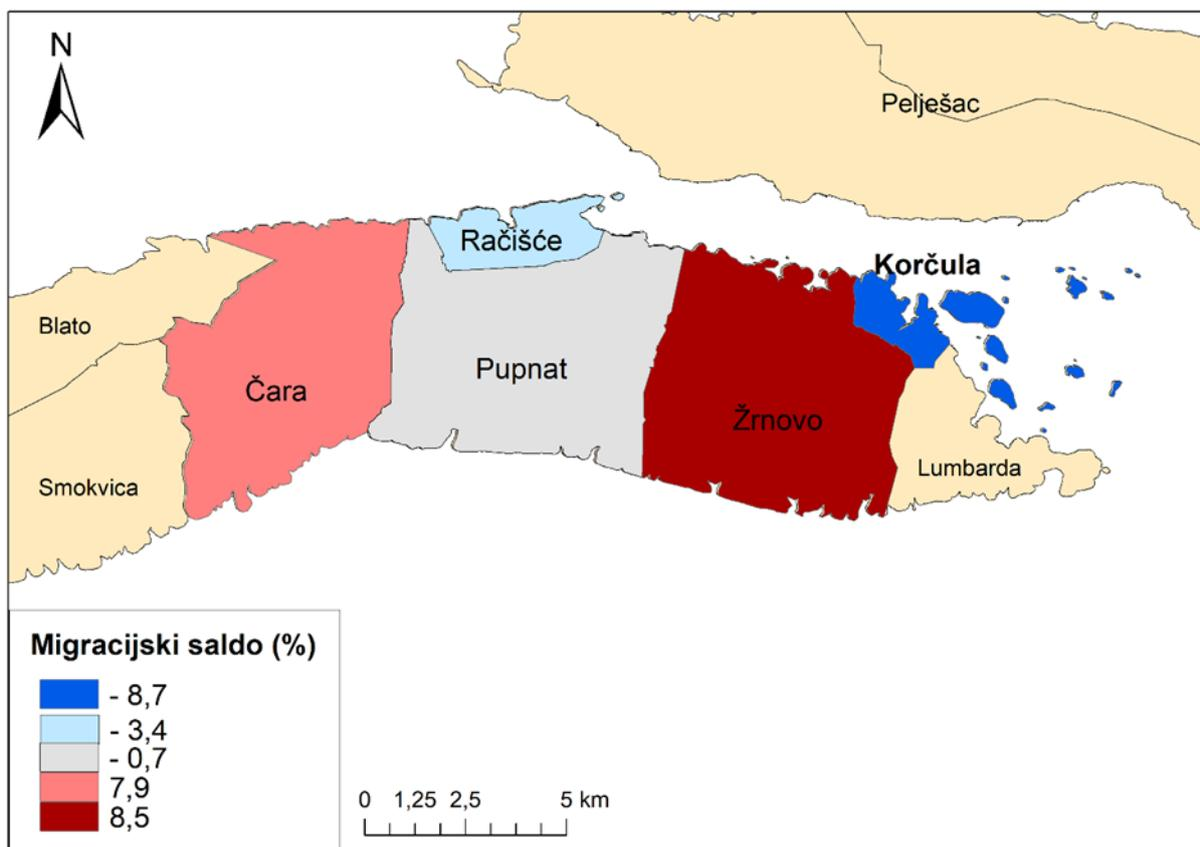 N
Pelješac
Račišće
Korčula
Blato
Pupnat
Čara
Žrnovo
Lumbarda
Smokvica
Migracijski saldo (%)
- 8,7
- 3,4
- 0,7
7,9
8,5
0 1,25 2,5 5 km